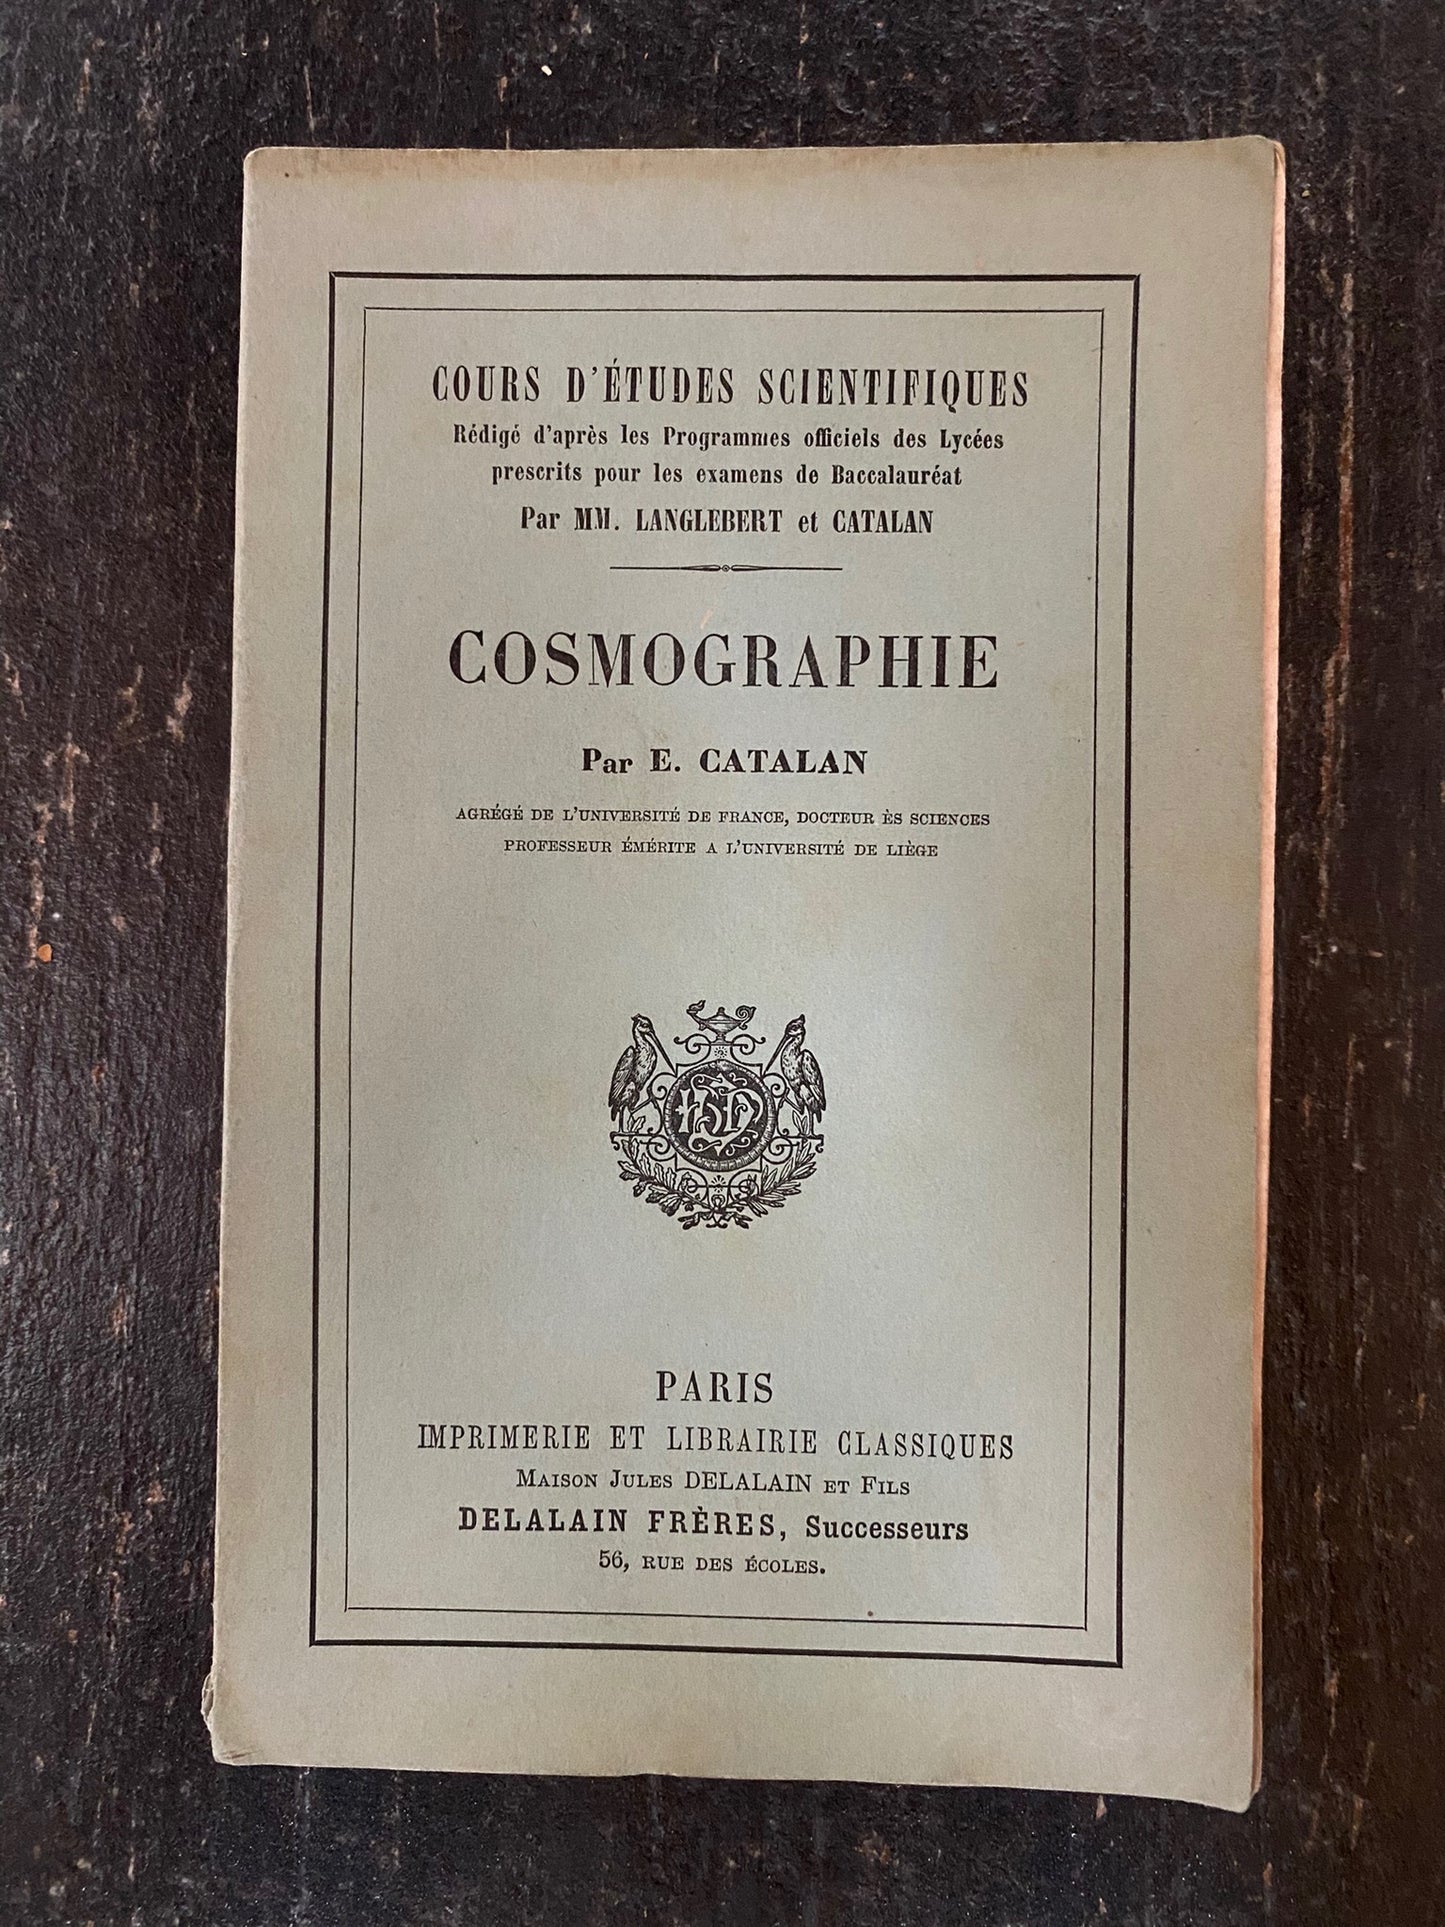 COURS D'ÉTUDES SCIENTIFIQUES
Rédigé d'après les Programmes officiels des Lycées
prescrits pour les examens de Baccalauréat
Par MM. LANGLEBERT et CATALAN
COSMOGRAPHIE
Par E. CATALAN
AGRÉGÉ DE L'UNIVERSITÉ DE FRANCE, DOCTEUR ÈS SCIENCES
PROFESSEUR ÉMÉRITE A L'UNIVERSITÉ DE LIÈGE
PARIS
IMPRIMERIE ET LIBRAIRIE CLASSIQUES
MAISON JULES DELALAIN ET FILS
DELALAIN FRÈRES, Successeurs
56, RUE DES ÉCOLES.